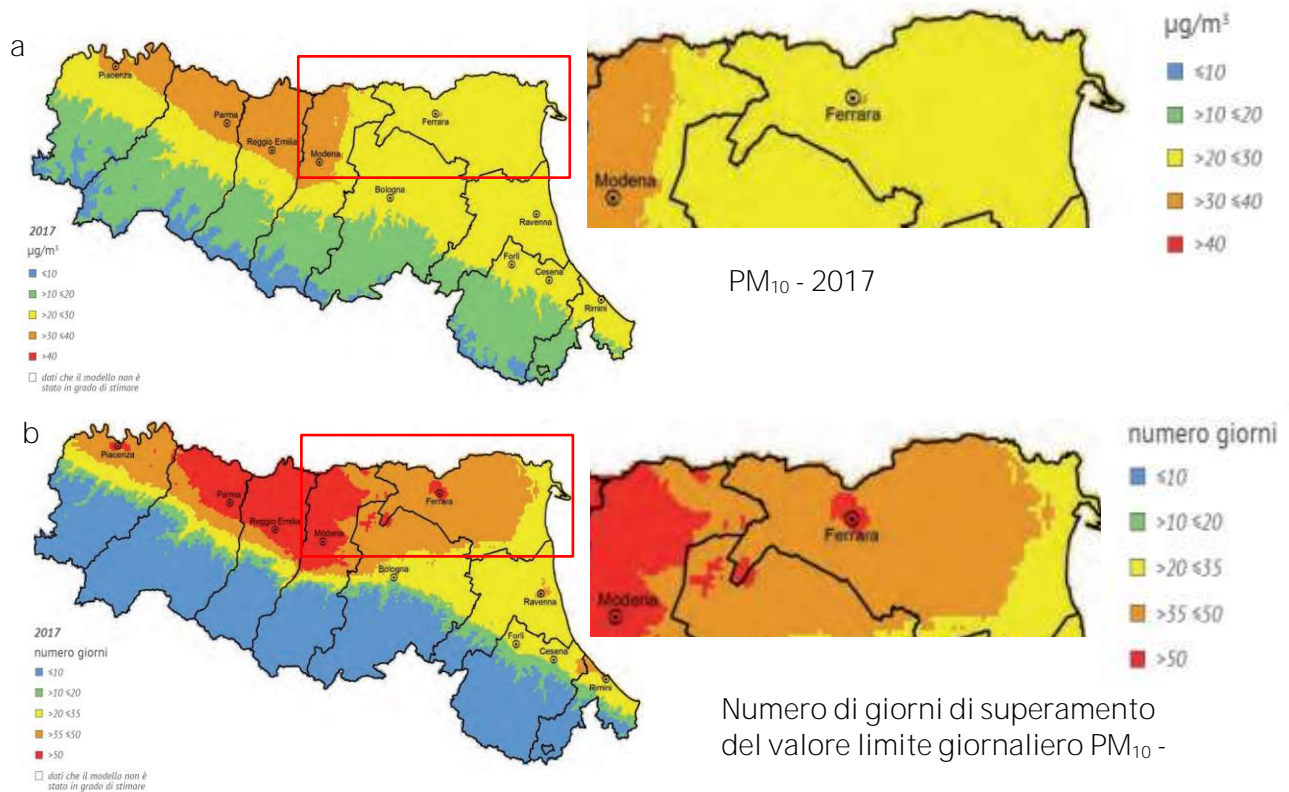 a
Piacenza
Parma
Reggio Emilia
Modena
Ferrara
Bologna
Ravenna
Forlì
Cesena
Rimini
2017
µg/m³
≤10
>10 ≤20
>20 ≤30
>30 ≤40
>40
dati che il modello non è
stato in grado di stimare
Ferrara
Modena
µg/m³
≤10
>10 ≤20
>20 ≤30
>30 ≤40
>40
PM₁₀ - 2017
b
Piacenza
Parma
Reggio Emilia
Modena
Ferrara
Bologna
Ravenna
Forlì
Cesena
Rimini
2017
numero giorni
≤10
>10 ≤20
>20 ≤35
>35 ≤50
>50
dati che il modello non è
stato in grado di stimare
Ferrara
Modena
numero giorni
≤10
>10 ≤20
>20 ≤35
>35 ≤50
>50
Numero di giorni di superamento
del valore limite giornaliero PM₁₀ -